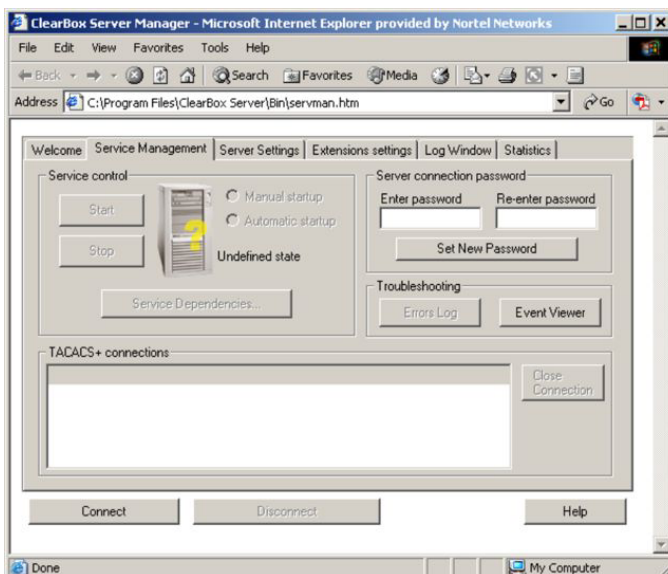 ClearBox Server Manager - Microsoft Internet Explorer provided by Nortel Networks
File Edit View Favorites Tools Help
Back Search Favorites Media
Address C:\Program Files\ClearBox Server\Bin\servman.htm Go
Welcome Service Management Server Settings Extensions settings Log Window Statistics
Service control
Start
Stop
Manual startup
Automatic startup
?
Undefined state
Service Dependencies...
Server connection password
Enter password Re-enter password
Set New Password
Troubleshooting
Errors Log Event Viewer
TACACS+ connections
Close
Connection
Connect Disconnect Help
Done My Computer